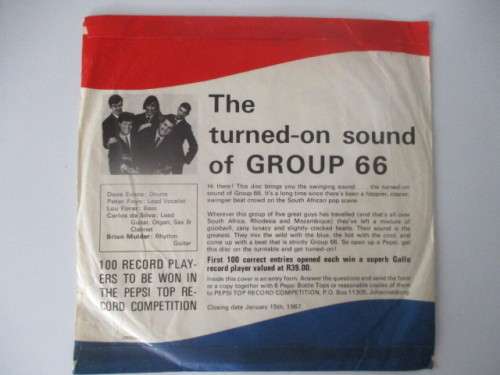 The
turned-on sound
of GROUP 66
Dave Evans: Drums
Peter Foye: Lead Vocalist
Lou Forer: Bass
Carlos da Silva: Lead
Guitar, Organ, Sax &
Clarinet
Brian Mulder: Rhythm
Guitar
100 RECORD PLAY-
ERS TO BE WON IN
THE PEPSI TOP RE-
CORD COMPETITION
Hi there! This disc brings you the swinging sound . . . the turned-on
sound of Group 66. It's a long time since there's been a hipper,
swingier beat crowd on the South African pop scene.
Wherever this group of five great guys has travelled (and that's all over
South Africa, Rhodesia and Mozambique) they've left a mixture of
goodwill, zany lunacy and slightly-cracked hearts. Their sound is the
greatest. They mix the wild with the blue, the hot with the cool, and
come up with a beat that is strictly Group 66. So open up a Pepsi, get
this disc on the turntable and get turned-on!
First 100 correct entries opened each win a superb Gallo
record player valued at R39.00.
Inside this cover is an entry form. Answer the questions and send the form
or a copy together with 6 Pepsi Bottle Tops or reasonable copies of them
to PEPSI TOP RECORD COMPETITION, P.O. Box 11305, Johannesburg.
Closing date January 15th, 1967.